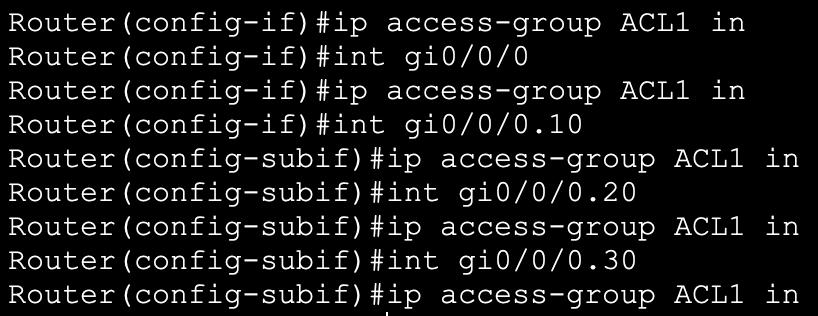 Router(config-if)#ip access-group ACL1 in
Router(config-if)#int gi0/0/0
Router(config-if)#ip access-group ACL1 in
Router(config-if)#int gi0/0/0.10
Router(config-subif)#ip access-group ACL1 in
Router(config-subif)#int gi0/0/0.20
Router(config-subif)#ip access-group ACL1 in
Router(config-subif)#int gi0/0/0.30
Router(config-subif)#ip access-group ACL1 in